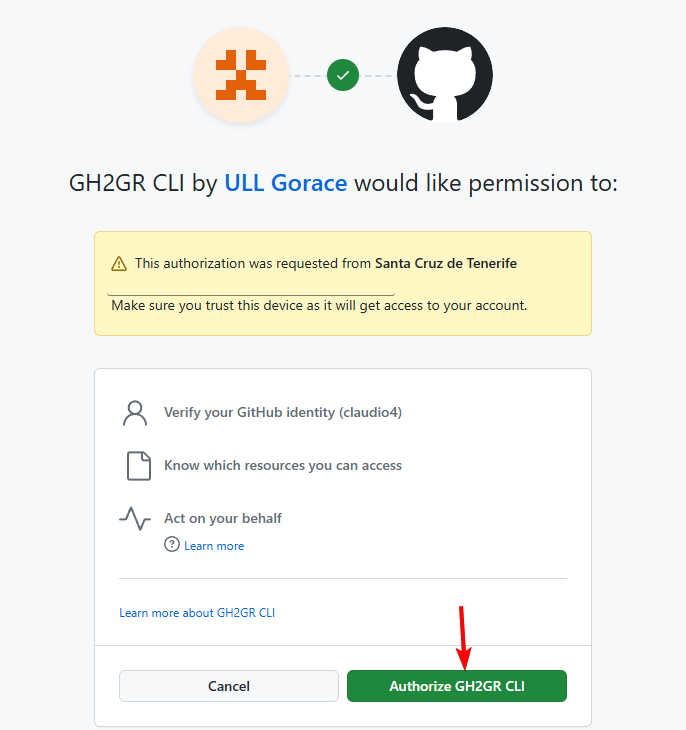 GH2GR CLI by ULL Gorace would like permission to:
This authorization was requested from Santa Cruz de Tenerife
Make sure you trust this device as it will get access to your account.
Verify your GitHub identity (claudio4)
Know which resources you can access
Act on your behalf
Learn more
Learn more about GH2GR CLI
Cancel
Authorize GH2GR CLI